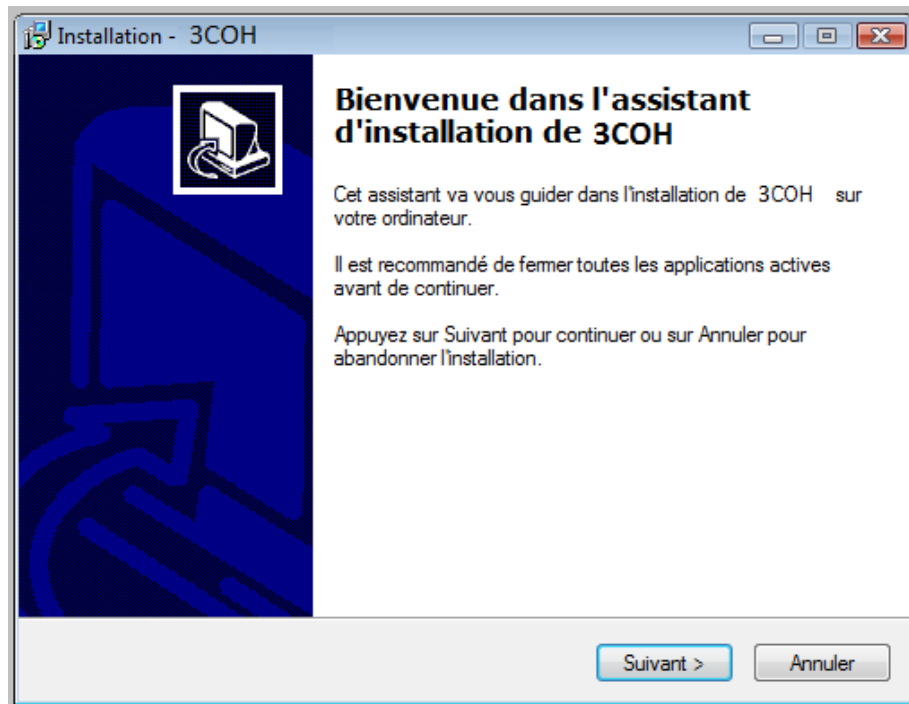 Installation - 3COH
Bienvenue dans l'assistant
d'installation de 3COH
Cet assistant va vous guider dans l'installation de 3COH sur
votre ordinateur.
Il est recommandé de fermer toutes les applications actives
avant de continuer.
Appuyez sur Suivant pour continuer ou sur Annuler pour
abandonner l'installation.
Suivant > Annuler